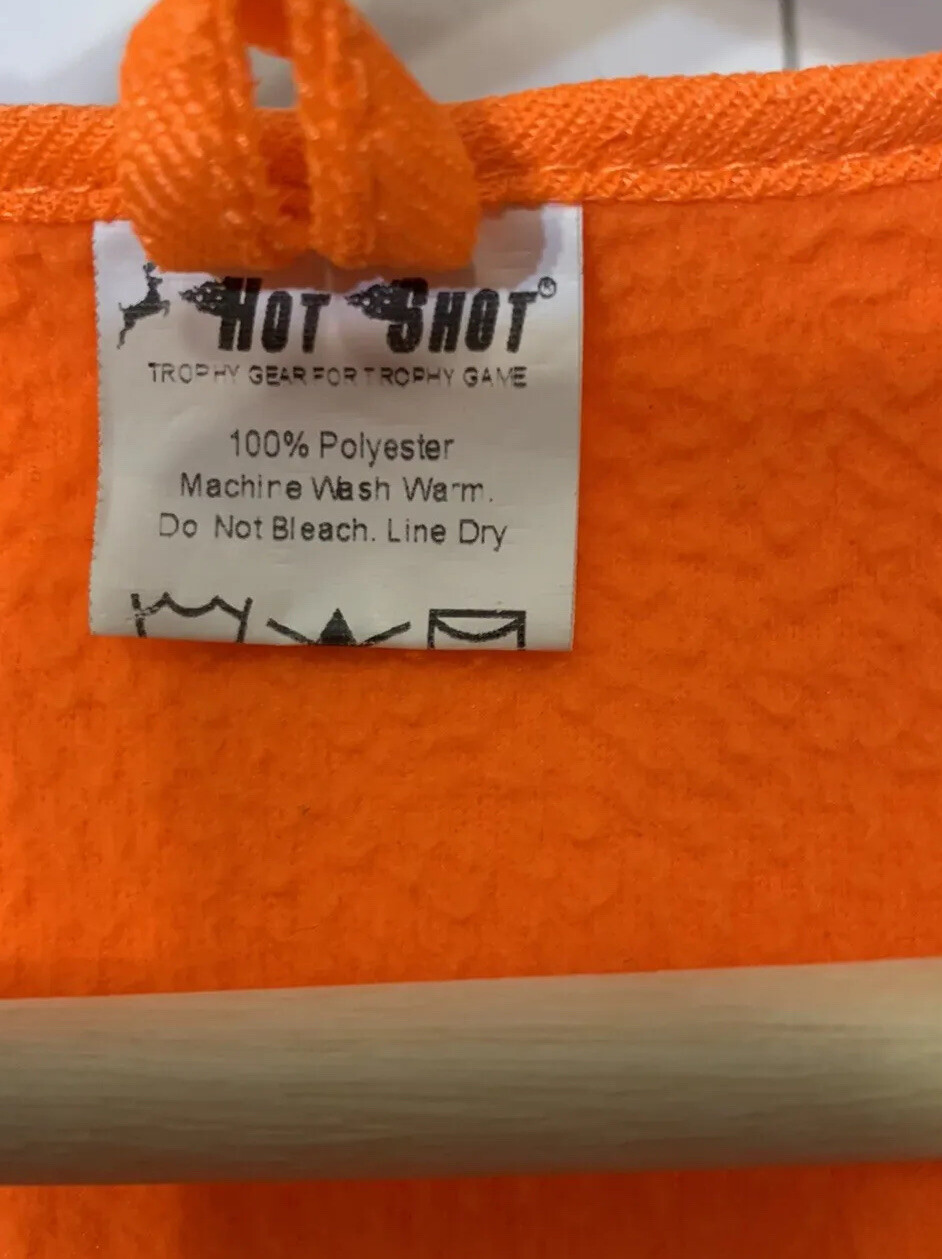 HOT SHOT®
TROPHY GEAR FOR TROPHY GAME
100% Polyester
Machine Wash Warm.
Do Not Bleach. Line Dry